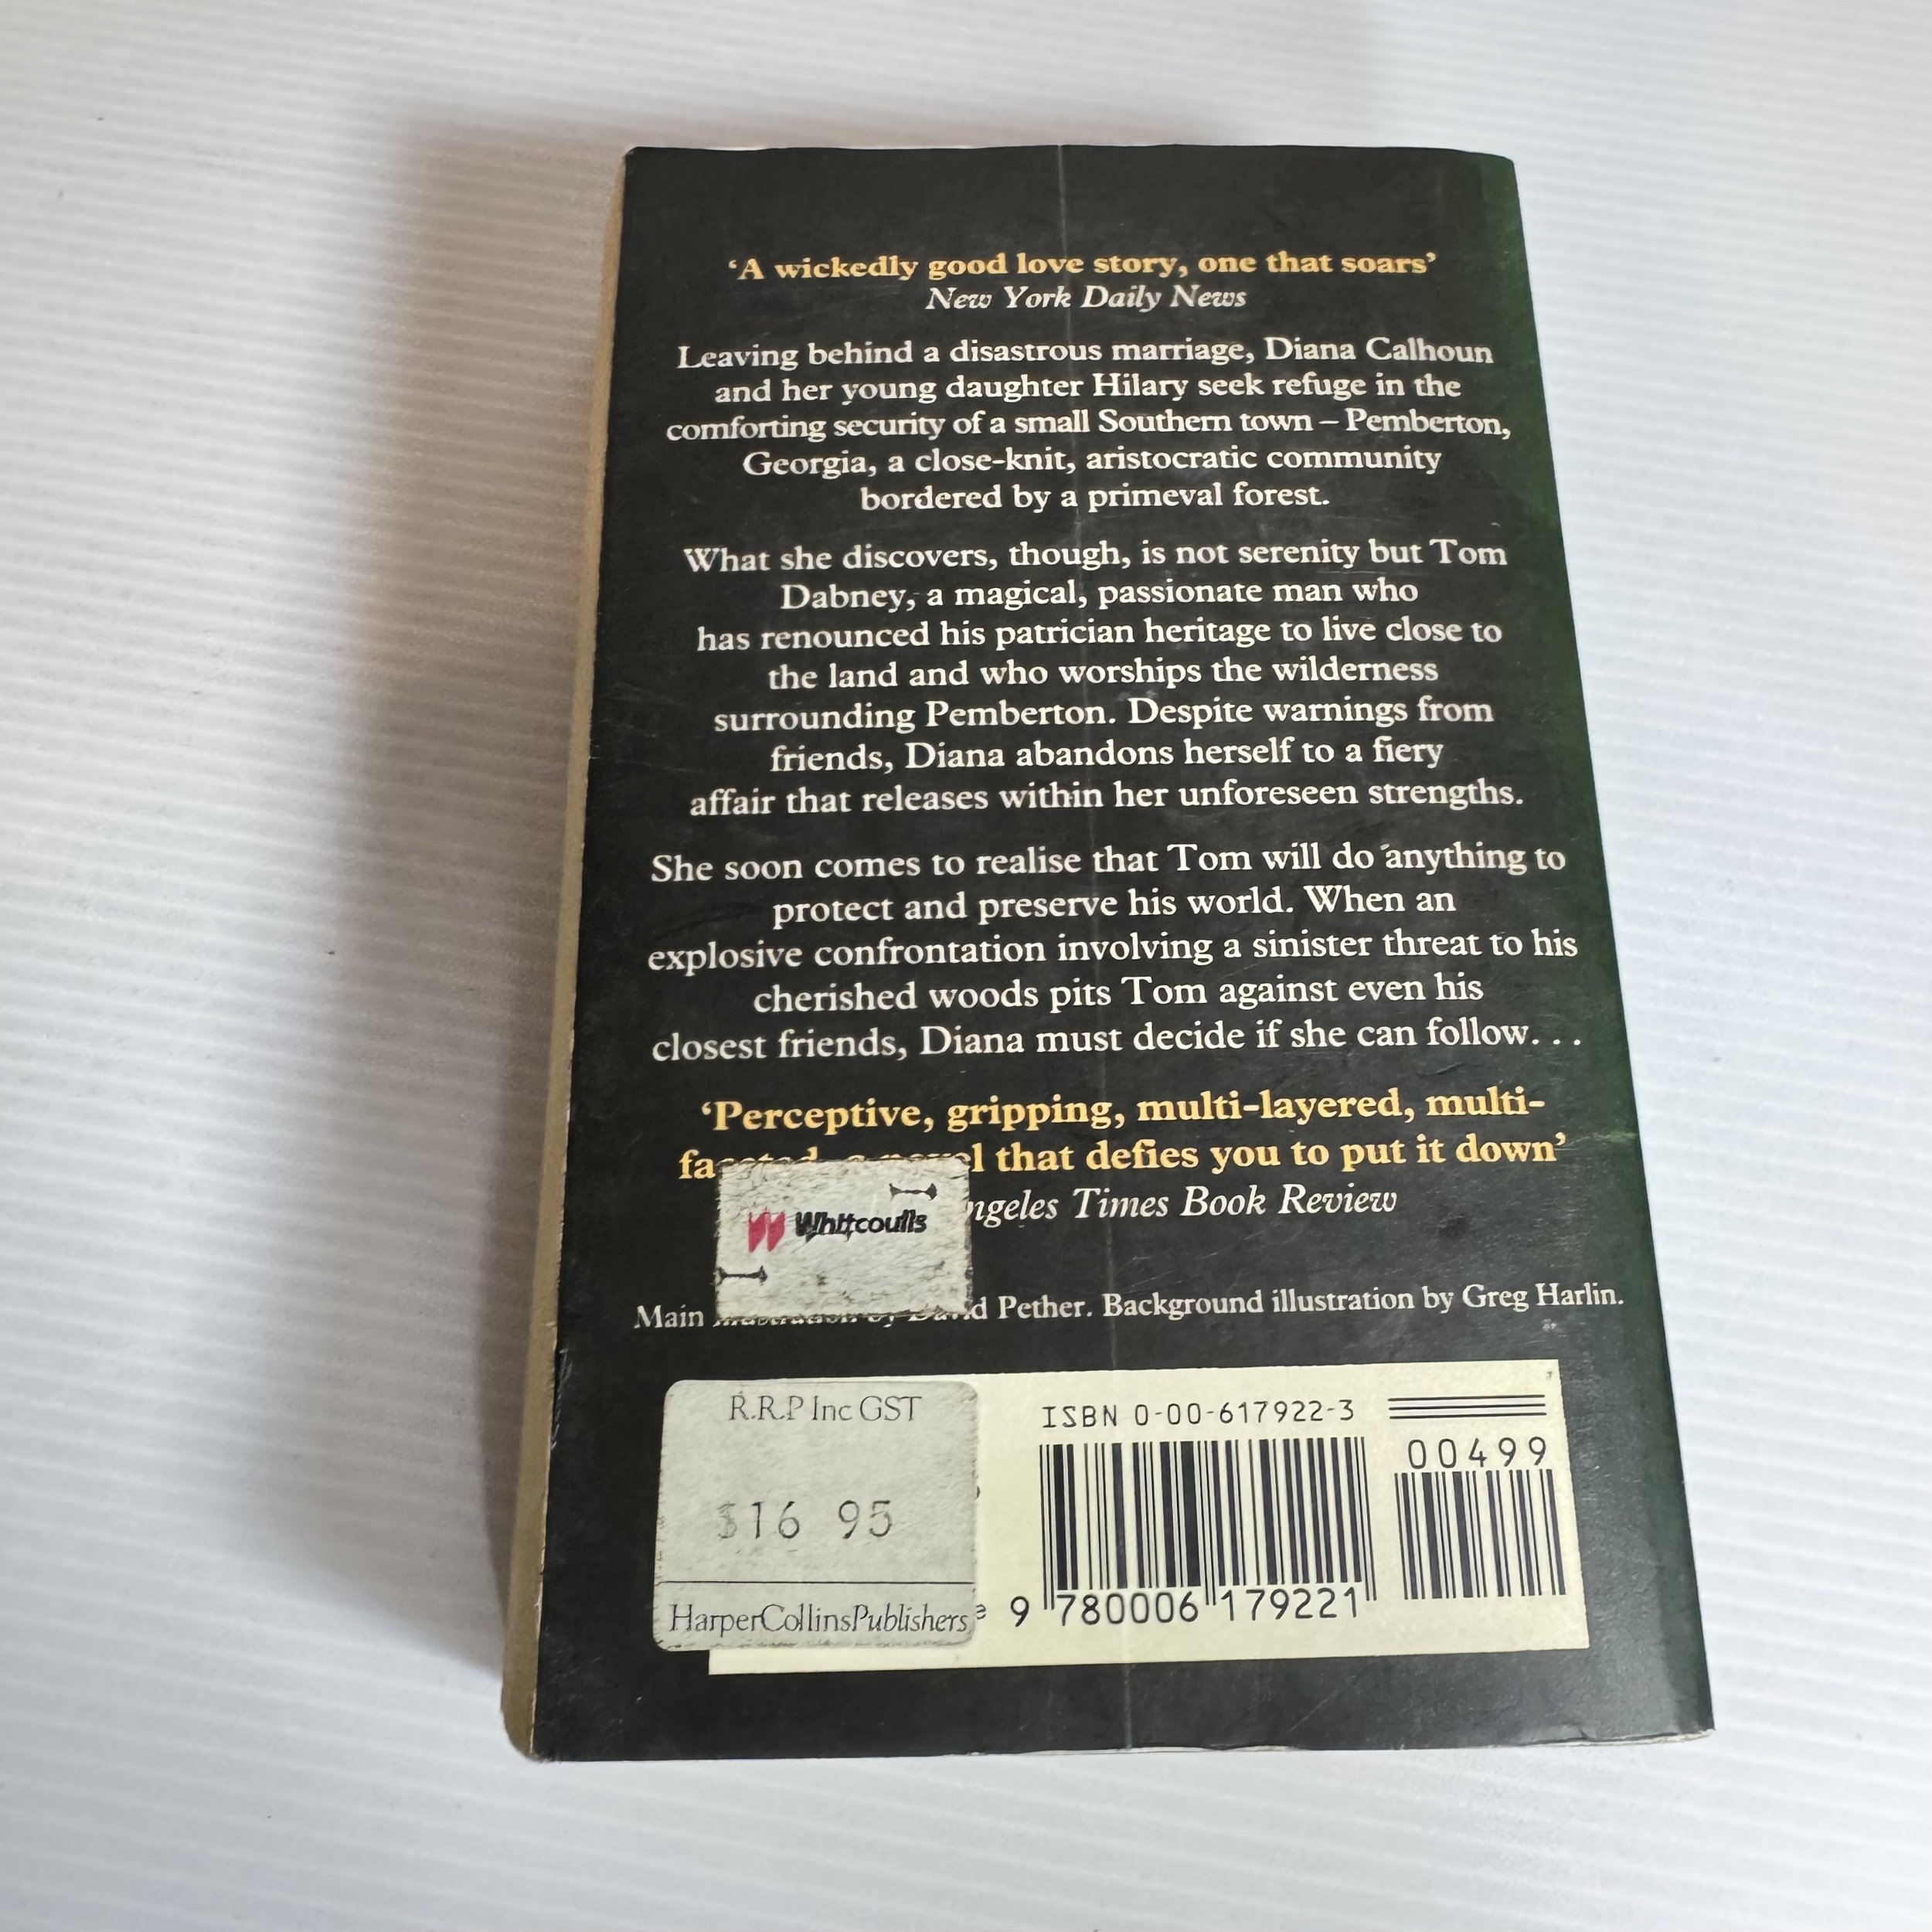 ‘A wickedly good love story, one that soars’
New York Daily News
Leaving behind a disastrous marriage, Diana Calhoun
and her young daughter Hilary seek refuge in the
comforting security of a small Southern town – Pemberton,
Georgia, a close-knit, aristocratic community
bordered by a primeval forest.
What she discovers, though, is not serenity but Tom
Dabney, a magical, passionate man who
has renounced his patrician heritage to live close to
the land and who worships the wilderness
surrounding Pemberton. Despite warnings from
friends, Diana abandons herself to a fiery
affair that releases within her unforeseen strengths.
She soon comes to realise that Tom will do anything to
protect and preserve his world. When an
explosive confrontation involving a sinister threat to his
cherished woods pits Tom against even his
closest friends, Diana must decide if she can follow. . .
‘Perceptive, gripping, multi-layered, multi-
faceted, a novel that defies you to put it down’
ngeles Times Book Review
Whitcoulls
Main illustration by David Pether. Background illustration by Greg Harlin.
R.R.P Inc GST
$16 95
HarperCollinsPublishers
ISBN 0-00-617922-3
00499
9 780006 179221